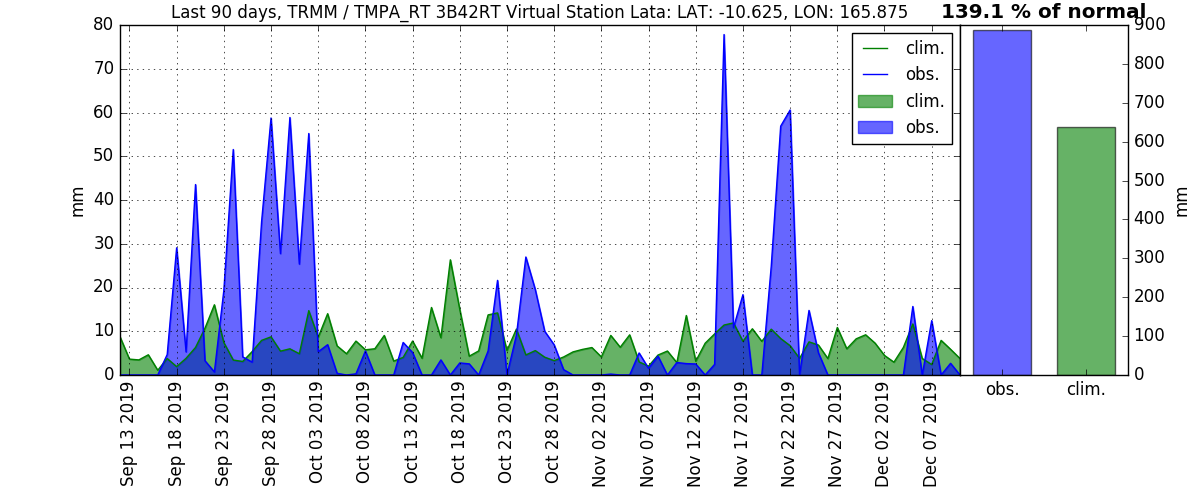 Last 90 days, TRMM / TMPA_RT 3B42RT Virtual Station Lata: LAT: -10.625, LON: 165.875
139.1 % of normal
80
70
60
50
40
30
20
10
0
mm
clim.
obs.
clim.
obs.
900
800
700
600
500
400
300
200
100
0
mm
obs.
clim.
Sep 13 2019
Sep 18 2019
Sep 23 2019
Sep 28 2019
Oct 03 2019
Oct 08 2019
Oct 13 2019
Oct 18 2019
Oct 23 2019
Oct 28 2019
Nov 02 2019
Nov 07 2019
Nov 12 2019
Nov 17 2019
Nov 22 2019
Nov 27 2019
Dec 02 2019
Dec 07 2019